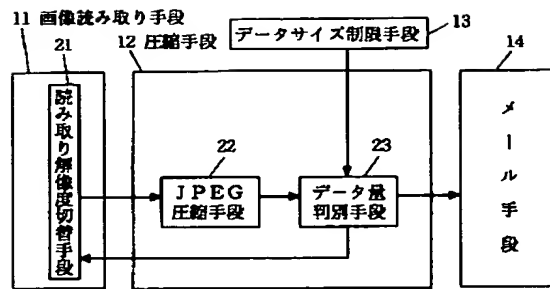 11 画像読み取り手段
21
読み取り解像度切替手段
12 圧縮手段
データサイズ制限手段
13
22
JPEG
圧縮手段
23
データ量
判別手段
14
メール手段